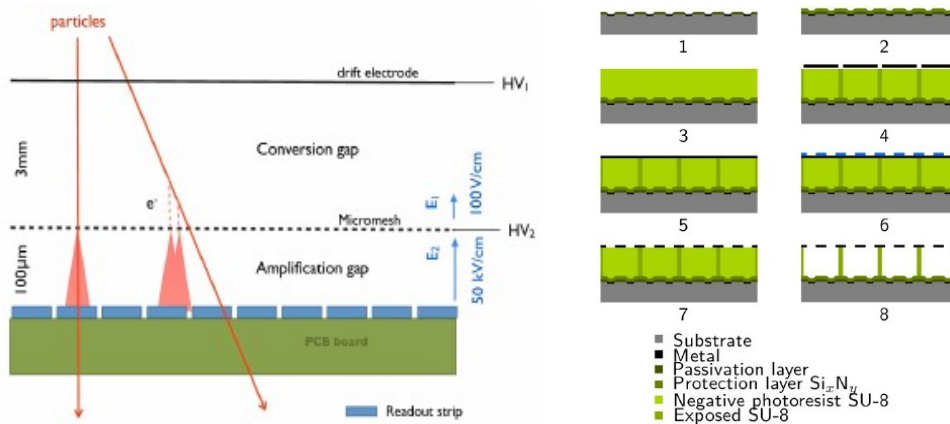 particles
drift electrode
HV₁
3mm
Conversion gap
e⁻
E₁
100 V/cm
Micromesh
HV₂
100µm
Amplification gap
E₂
50 kV/cm
PCB board
Readout strip
1
2
3
4
5
6
7
8
Substrate
Metal
Passivation layer
Protection layer SiₓNᵧ
Negative photoresist SU-8
Exposed SU-8